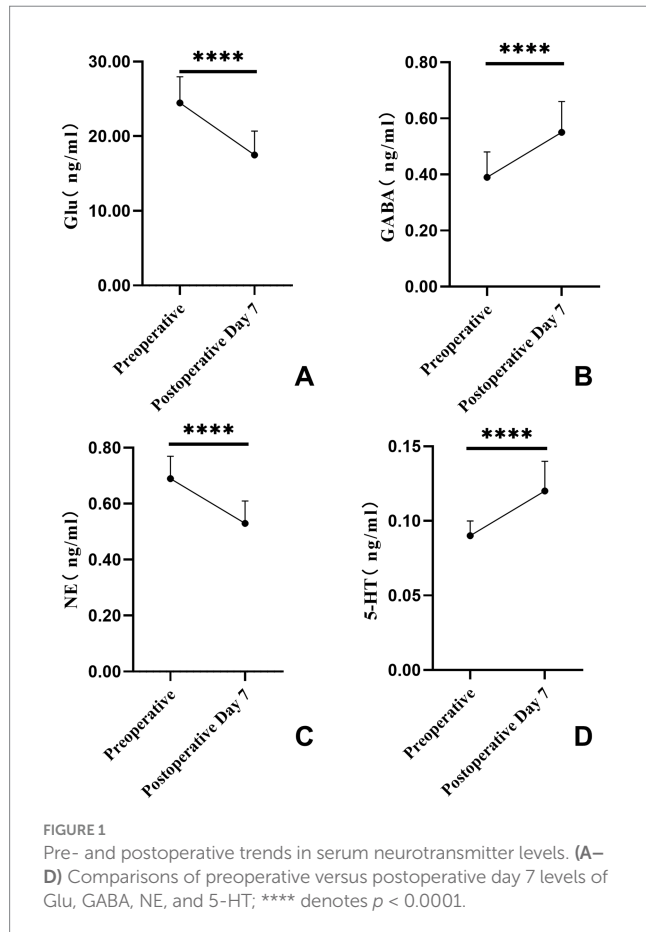 ****
30.00
20.00
10.00
0.00
Glu( ng/ml)
Preoperative
Postoperative Day 7
A
****
0.80
0.60
0.40
0.20
0.00
GABA( ng/ml)
Preoperative
Postoperative Day 7
B
****
0.80
0.60
0.40
0.20
0.00
NE( ng/ml)
Preoperative
Postoperative Day 7
C
****
0.15
0.10
0.05
0.00
5-HT( ng/ml)
Preoperative
Postoperative Day 7
D
FIGURE 1
Pre- and postoperative trends in serum neurotransmitter levels. (A–
D) Comparisons of preoperative versus postoperative day 7 levels of
Glu, GABA, NE, and 5-HT; **** denotes p < 0.0001.